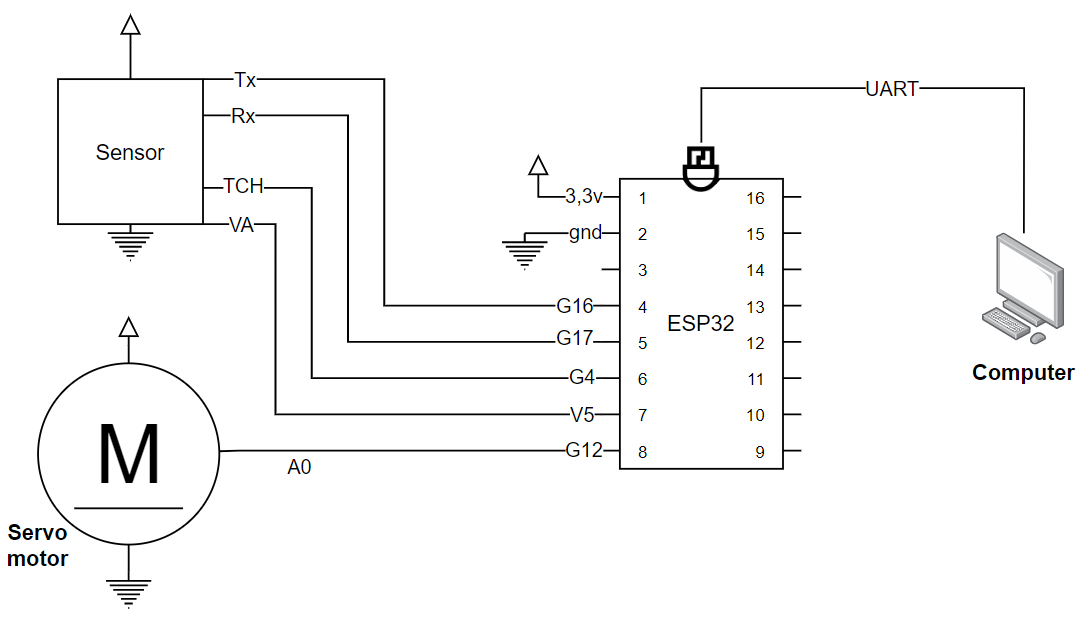 Tx
Rx
Sensor
TCH
VA
UART
3,3v
gnd
G16
G17
G4
V5
G12
1
2
3
4
5
6
7
8
ESP32
16
15
14
13
12
11
10
9
Computer
M
A0
Servo
motor